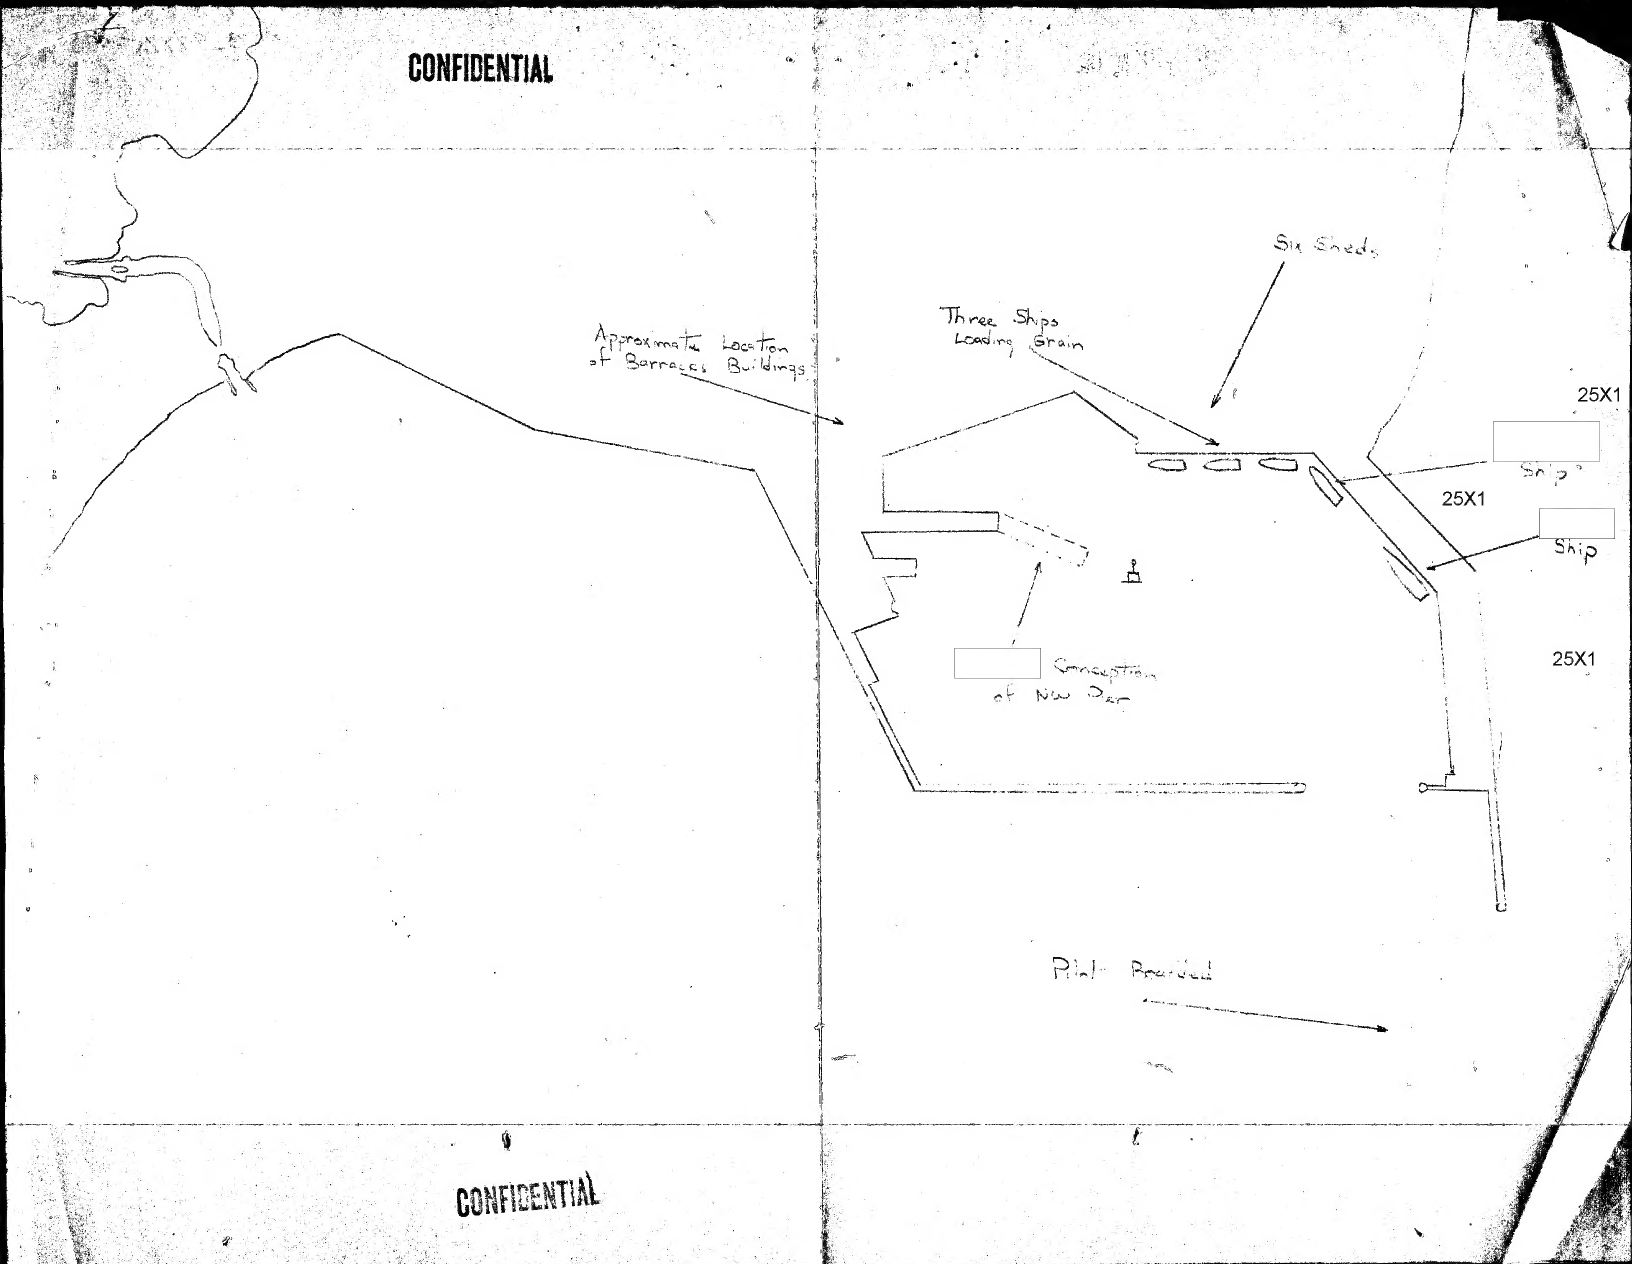 CONFIDENTIAL
Six Sheds
Three Ships
Loading Grain
Approximate Location
of Barracks Buildings
25X1
Ship
25X1
Ship
25X1
Conception
of New Pier
Pilot Boarded
CONFIDENTIAL